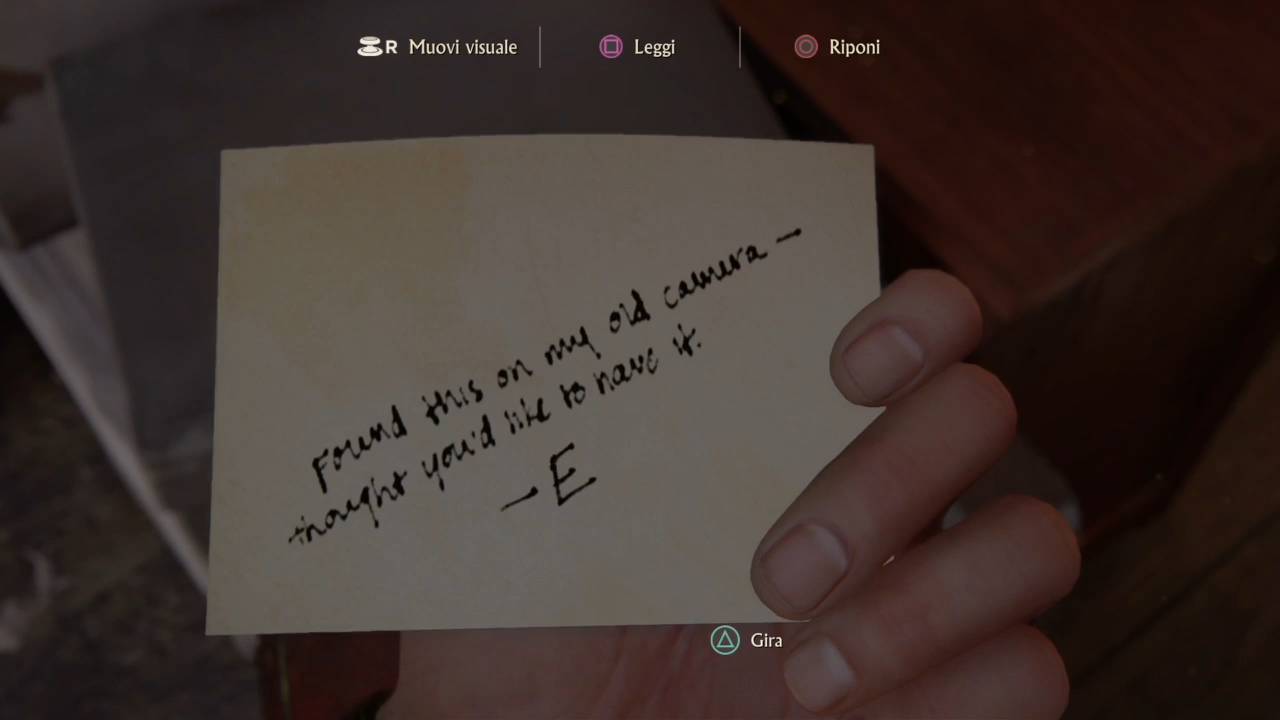 R Muovi visuale
Leggi
Riponi
Found this on my old camera —
thought you'd like to have it.
— E
Gira